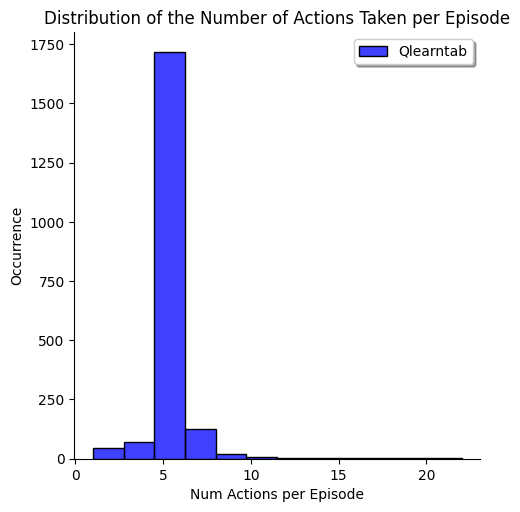 Distribution of the Number of Actions Taken per Episode
Qlearntab
1750
1500
1250
1000
750
500
250
0
Occurrence
0 5 10 15 20
Num Actions per Episode